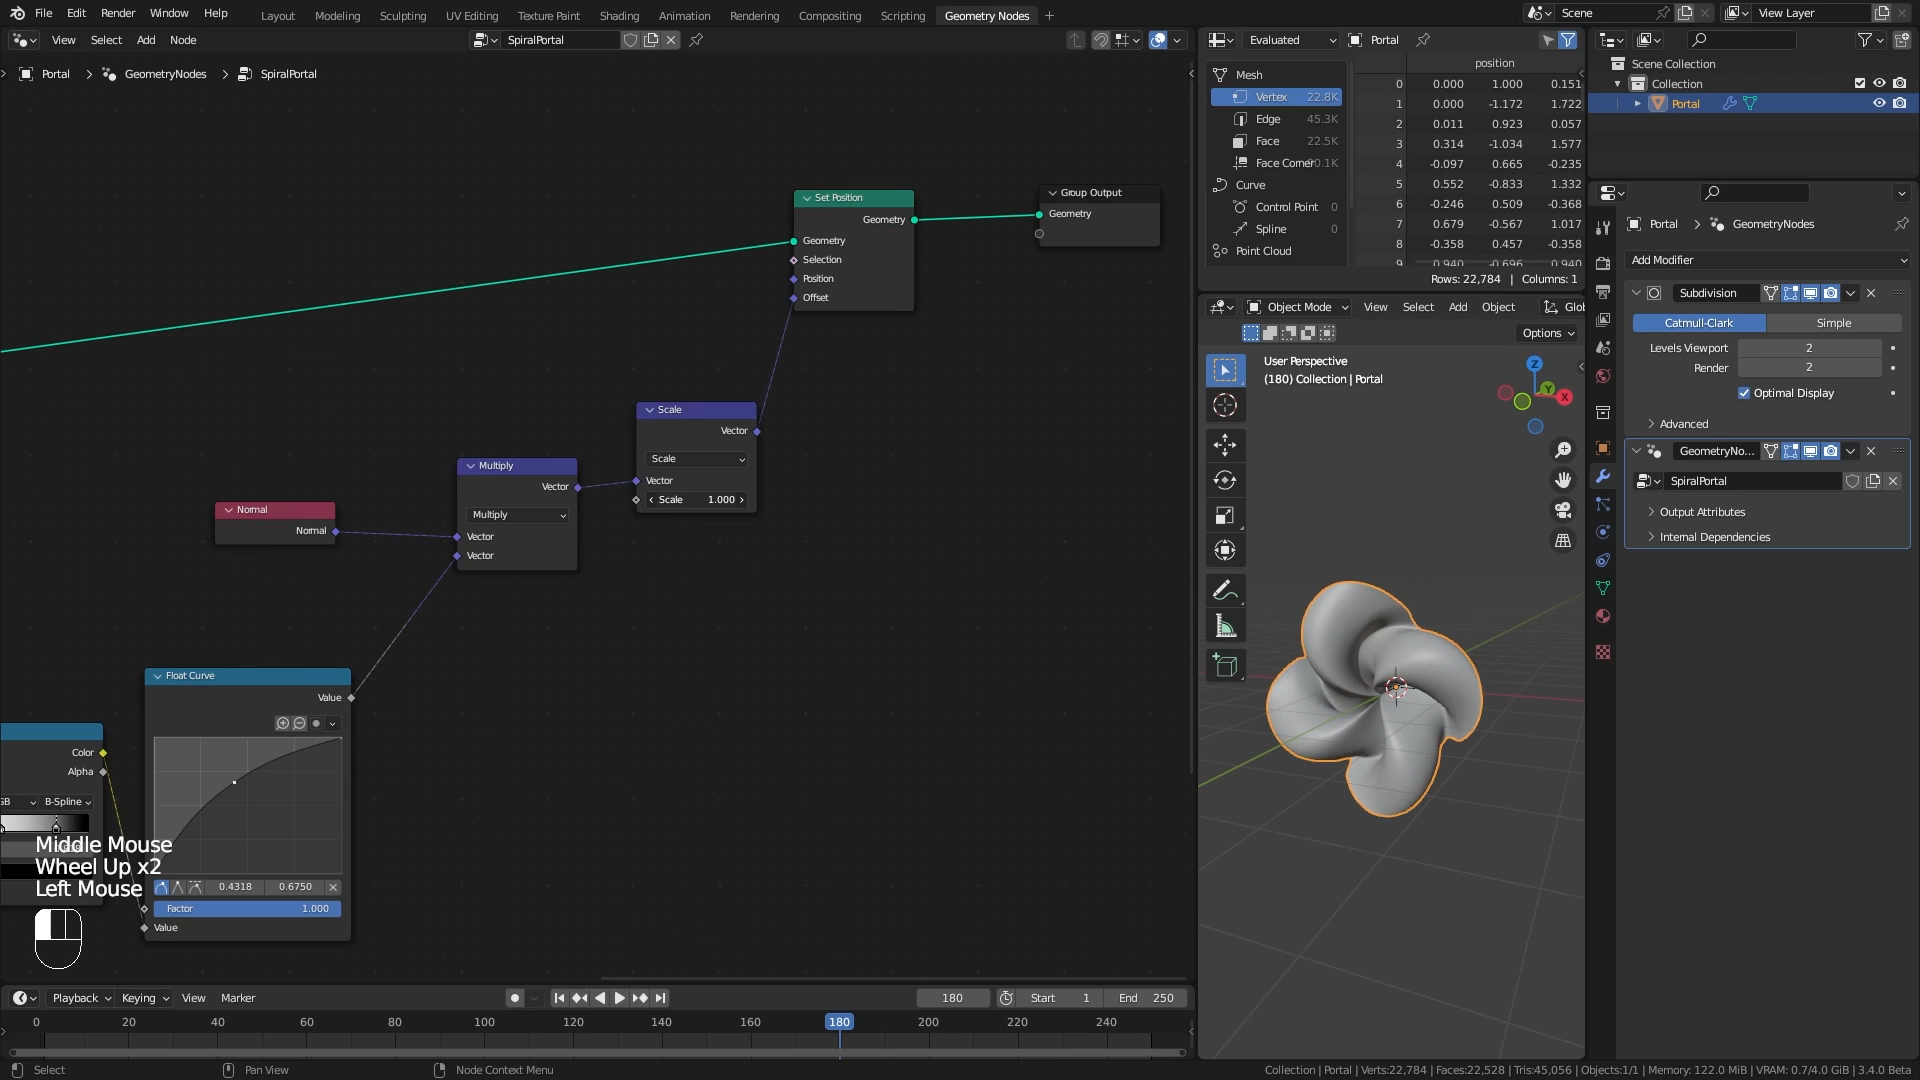 File Edit Render Window Help Layout Modeling Sculpting UV Editing Texture Paint Shading Animation Rendering Compositing Scripting Geometry Nodes + Scene View Layer
View Select Add Node SpiralPortal
Portal > GeometryNodes > SpiralPortal
Set Position
Geometry
Geometry
Selection
Position
Offset
Group Output
Geometry
Scale
Vector
Scale
Vector
Scale 1.000
Multiply
Vector
Multiply
Vector
Vector
Normal
Normal
Float Curve
Value
0.4318 0.6750
Factor 1.000
Value
Color
Alpha
GB B-Spline
Middle Mouse
Wheel Up x2
Left Mouse
Playback Keying View Marker 180 Start 1 End 250
0 20 40 60 80 100 120 140 160 180 200 220 240
Select Pan View Node Context Menu
Evaluated Portal
Mesh
Vertex 22.8K
Edge 45.3K
Face 22.5K
Face Corner 0.1K
Curve
Control Point 0
Spline 0
Point Cloud
position
0 0.000 1.000 0.151
1 0.000 -1.172 1.722
2 0.011 0.923 0.057
3 0.314 -1.034 1.577
4 -0.097 0.665 -0.235
5 0.552 -0.833 1.332
6 -0.246 0.509 -0.368
7 0.679 -0.567 1.017
8 -0.358 0.457 -0.358
9 0.940 -0.696 0.940
Rows: 22,784 | Columns: 1
Object Mode View Select Add Object Glob
Options
User Perspective
(180) Collection | Portal
Z
Y
X
Scene Collection
Collection
Portal
Portal > GeometryNodes
Add Modifier
Subdivision
Catmull-Clark Simple
Levels Viewport 2
Render 2
Optimal Display
Advanced
GeometryNo...
SpiralPortal
Output Attributes
Internal Dependencies
Collection | Portal | Verts:22,784 | Faces:22,528 | Tris:45,056 | Objects:1/1 | Memory: 122.0 MiB | VRAM: 0.7/4.0 GiB | 3.4.0 Beta